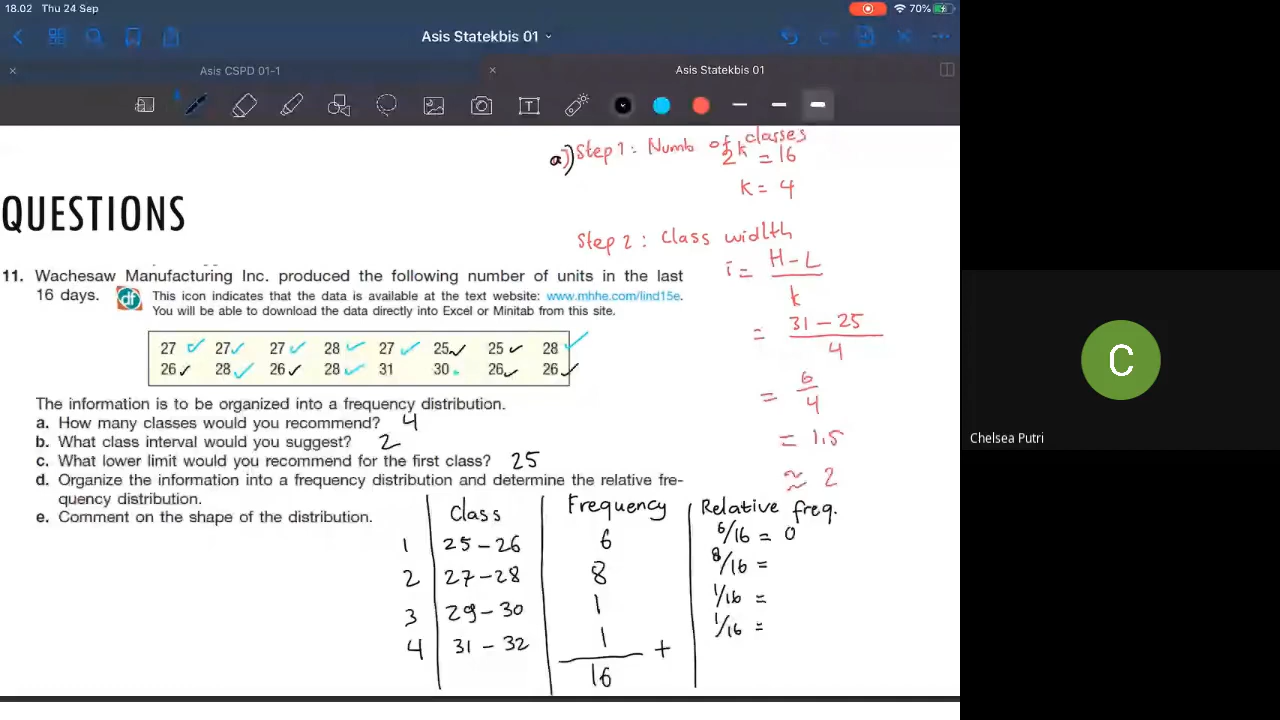 18.02 Thu 24 Sep
70%
Asis Statekbis 01
Asis CSPD 01-1
Asis Statekbis 01
T
a) Step 1 : Numb of classes
2k = 16
k = 4
QUESTIONS
Step 2 : Class width
i = H - L
k
= 31 - 25
4
= 6
4
= 1.5
≈ 2
11. Wachesaw Manufacturing Inc. produced the following number of units in the last
16 days. df This icon indicates that the data is available at the text website: www.mhhe.com/lind15e.
You will be able to download the data directly into Excel or Minitab from this site.
27 27 27 28 27 25 25 28
26 28 26 28 31 30 26 26
The information is to be organized into a frequency distribution.
a. How many classes would you recommend? 4
b. What class interval would you suggest? 2
c. What lower limit would you recommend for the first class? 25
d. Organize the information into a frequency distribution and determine the relative fre-
quency distribution.
e. Comment on the shape of the distribution.
Class Frequency Relative freq.
1 25 - 26 6 6/16 = 0
2 27 - 28 8 8/16 =
3 29 - 30 1 1/16 =
4 31 - 32 1 1/16 =
+
16
C
Chelsea Putri